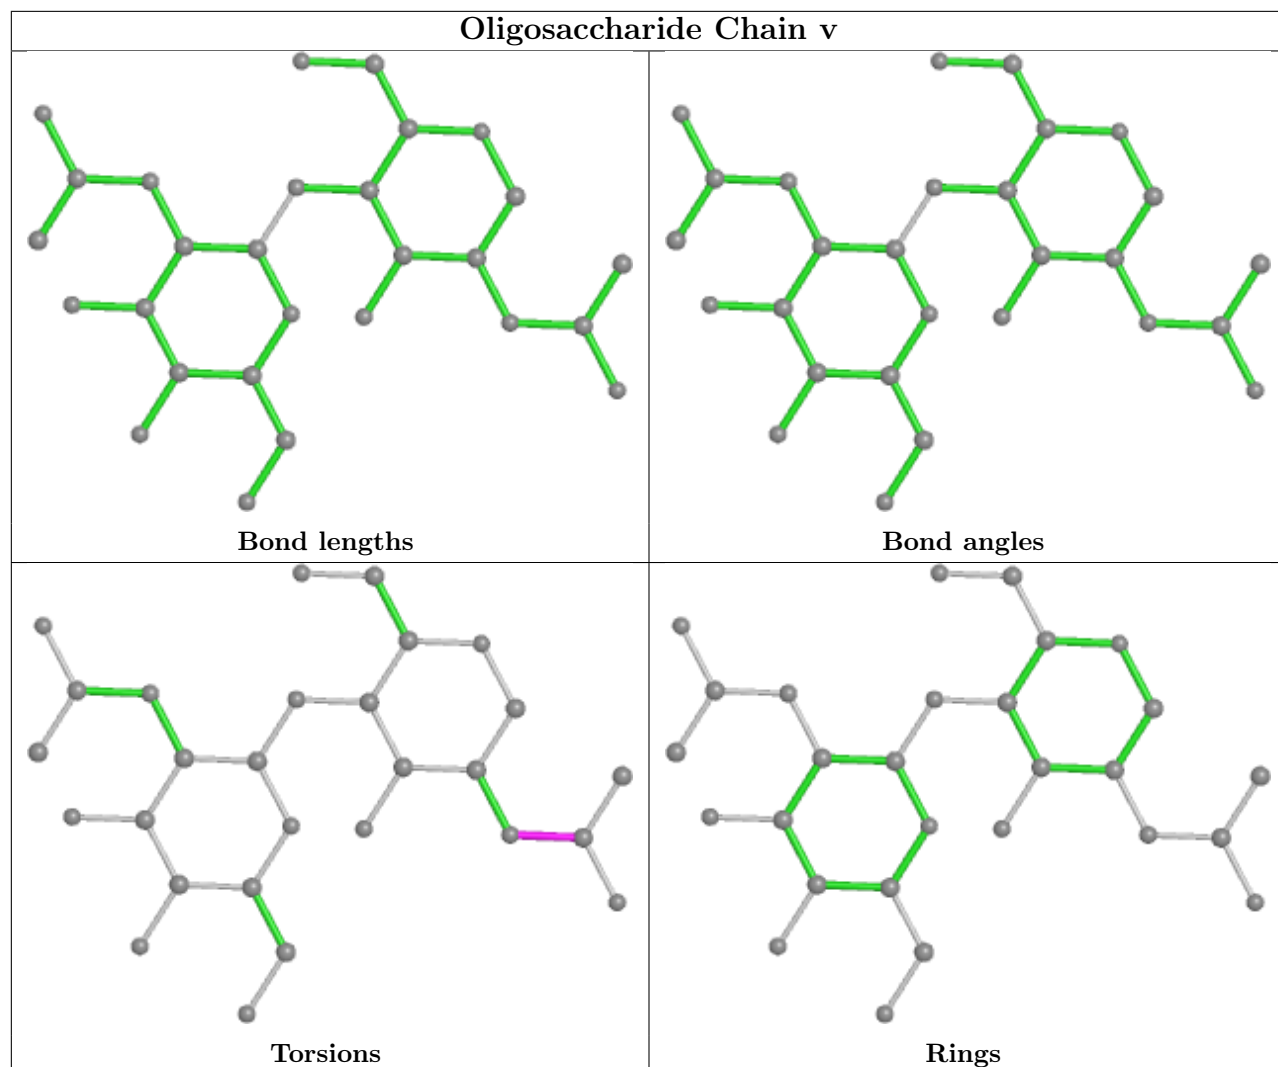 Oligosaccharide Chain v
Bond lengths
Bond angles
Torsions
Rings